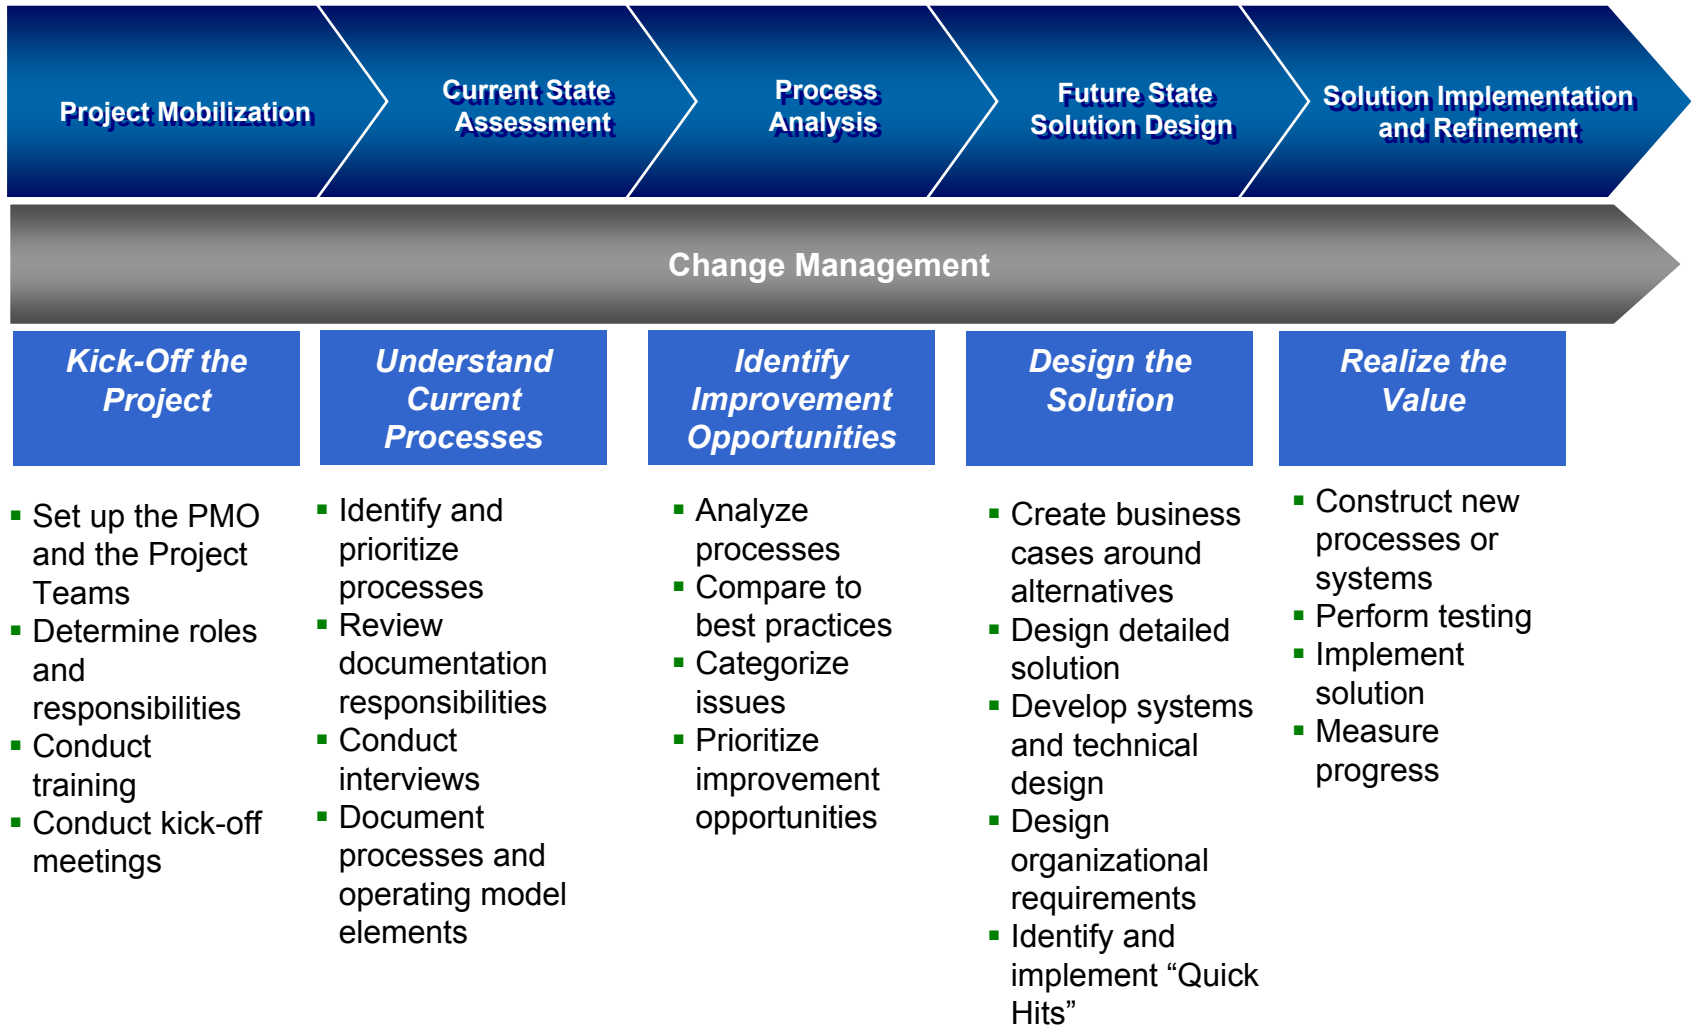 Project Mobilization
Current State
Assessment
Process
Analysis
Future State
Solution Design
Solution Implementation
and Refinement
Change Management
Kick-Off the
Project
Understand
Current
Processes
Identify
Improvement
Opportunities
Design the
Solution
Realize the
Value
▪ Set up the PMO
and the Project
Teams
▪ Determine roles
and
responsibilities
▪ Conduct
training
▪ Conduct kick-off
meetings
▪ Identify and
prioritize
processes
▪ Review
documentation
responsibilities
▪ Conduct
interviews
▪ Document
processes and
operating model
elements
▪ Analyze
processes
▪ Compare to
best practices
▪ Categorize
issues
▪ Prioritize
improvement
opportunities
▪ Create business
cases around
alternatives
▪ Design detailed
solution
▪ Develop systems
and technical
design
▪ Design
organizational
requirements
▪ Identify and
implement “Quick
Hits”
▪ Construct new
processes or
systems
▪ Perform testing
▪ Implement
solution
▪ Measure
progress